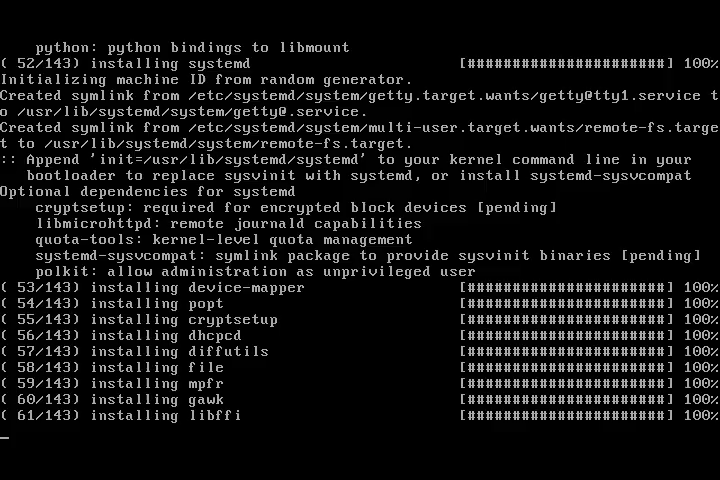 python: python bindings to libmount
( 52/143) installing systemd [######################] 100%
Initializing machine ID from random generator.
Created symlink from /etc/systemd/system/getty.target.wants/getty@tty1.service t
o /usr/lib/systemd/system/getty@.service.
Created symlink from /etc/systemd/system/multi-user.target.wants/remote-fs.targe
t to /usr/lib/systemd/system/remote-fs.target.
:: Append 'init=/usr/lib/systemd/systemd' to your kernel command line in your
bootloader to replace sysvinit with systemd, or install systemd-sysvcompat
Optional dependencies for systemd
cryptsetup: required for encrypted block devices [pending]
libmicrohttpd: remote journald capabilities
quota-tools: kernel-level quota management
systemd-sysvcompat: symlink package to provide sysvinit binaries [pending]
polkit: allow administration as unprivileged user
( 53/143) installing device-mapper [######################] 100%
( 54/143) installing popt [######################] 100%
( 55/143) installing cryptsetup [######################] 100%
( 56/143) installing dhcpcd [######################] 100%
( 57/143) installing diffutils [######################] 100%
( 58/143) installing file [######################] 100%
( 59/143) installing mpfr [######################] 100%
( 60/143) installing gawk [######################] 100%
( 61/143) installing libffi [######################] 100%
_